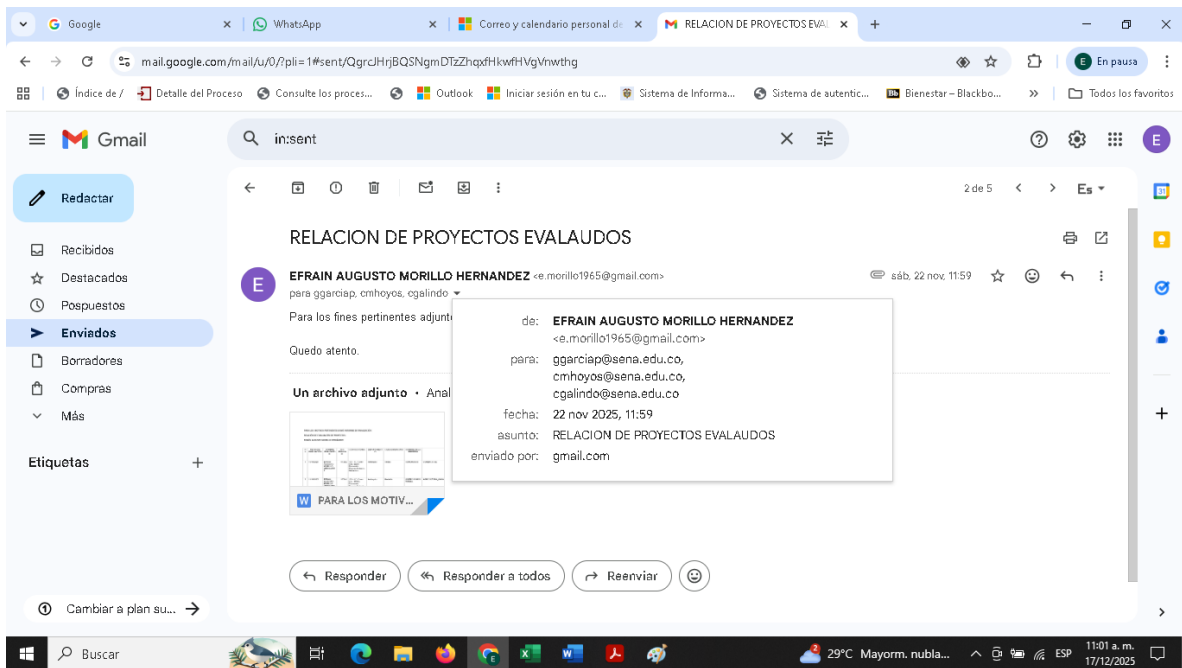 Google
WhatsApp
Correo y calendario personal de
RELACION DE PROYECTOS EVAL
mail.google.com/mail/u/0/?pli=1#sent/QgrcJHrjBQSNgmDTzZhqxfHkwfHVgVnwthg
E En pausa
Índice de /
Detalle del Proceso
Consulte los proces...
Outlook
Iniciar sesión en tu c...
Sistema de Informa...
Sistema de autentic...
Bb Bienestar – Blackbo...
Todos los favoritos
Gmail
in:sent
E
Redactar
2 de 5
Es
31
Recibidos
Destacados
Pospuestos
Enviados
Borradores
Compras
Más
Etiquetas
RELACION DE PROYECTOS EVALAUDOS
E
EFRAIN AUGUSTO MORILLO HERNANDEZ <e.morillo1965@gmail.com>
sáb, 22 nov, 11:59
para ggarciap, cmhoyos, cgalindo
Para los fines pertinentes adjunt
Quedo atento.
de: EFRAIN AUGUSTO MORILLO HERNANDEZ
<e.morillo1965@gmail.com>
para: ggarciap@sena.edu.co,
cmhoyos@sena.edu.co,
cgalindo@sena.edu.co
fecha: 22 nov 2025, 11:59
asunto: RELACION DE PROYECTOS EVALAUDOS
enviado por: gmail.com
Un archivo adjunto • Anal
W PARA LOS MOTIV...
Responder
Responder a todos
Reenviar
Cambiar a plan su...
Buscar
29°C Mayorm. nubla...
ESP
11:01 a. m.
17/12/2025